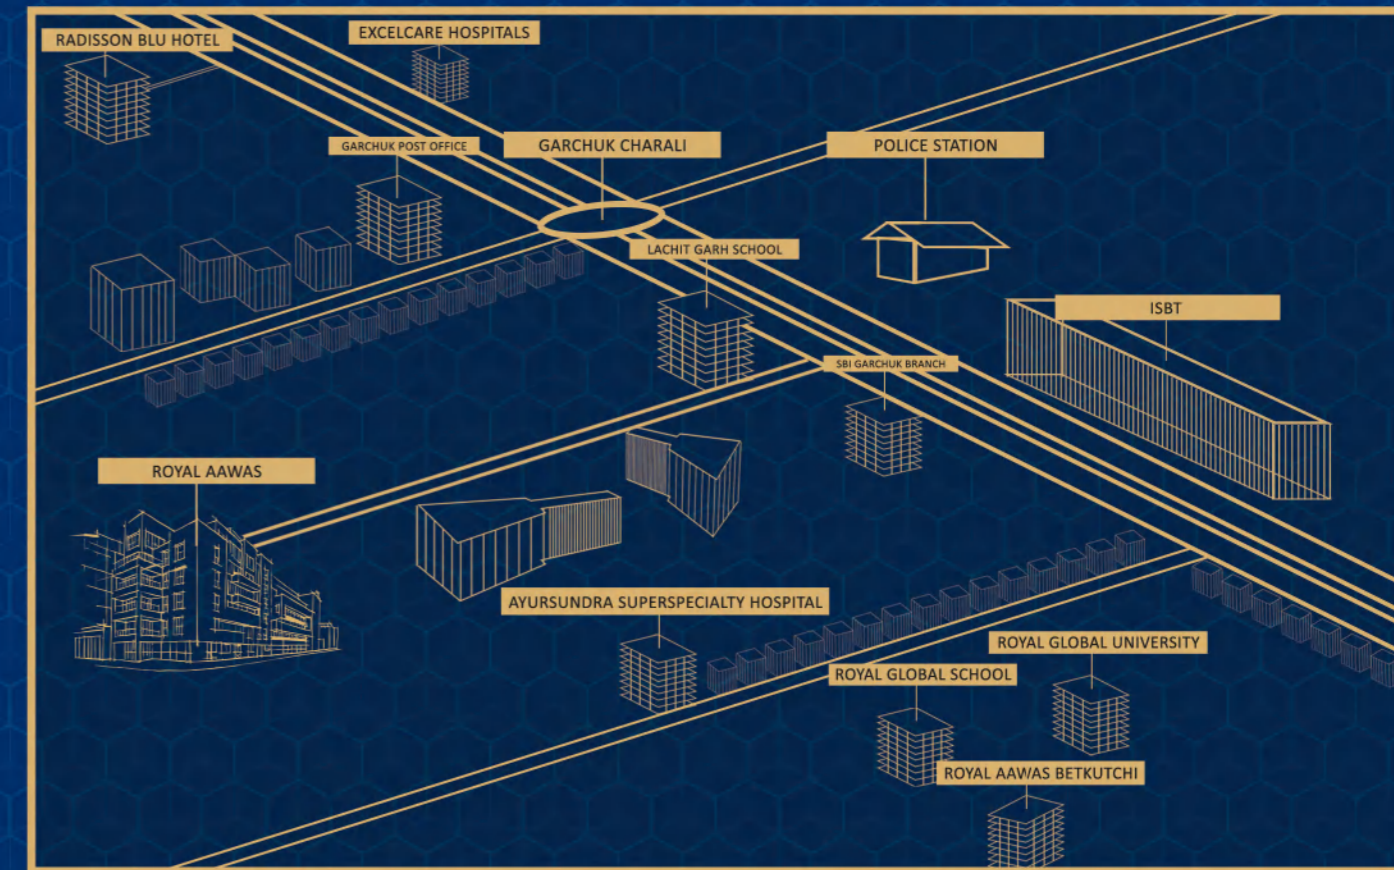 RADISSON BLU HOTEL
EXCELCARE HOSPITALS
GARCHUK POST OFFICE
GARCHUK CHARALI
POLICE STATION
LACHIT GARH SCHOOL
ISBT
SBI GARCHUK BRANCH
ROYAL AAWAS
AYURSUNDRA SUPERSPECIALTY HOSPITAL
ROYAL GLOBAL UNIVERSITY
ROYAL GLOBAL SCHOOL
ROYAL AAWAS BETKUTCHI